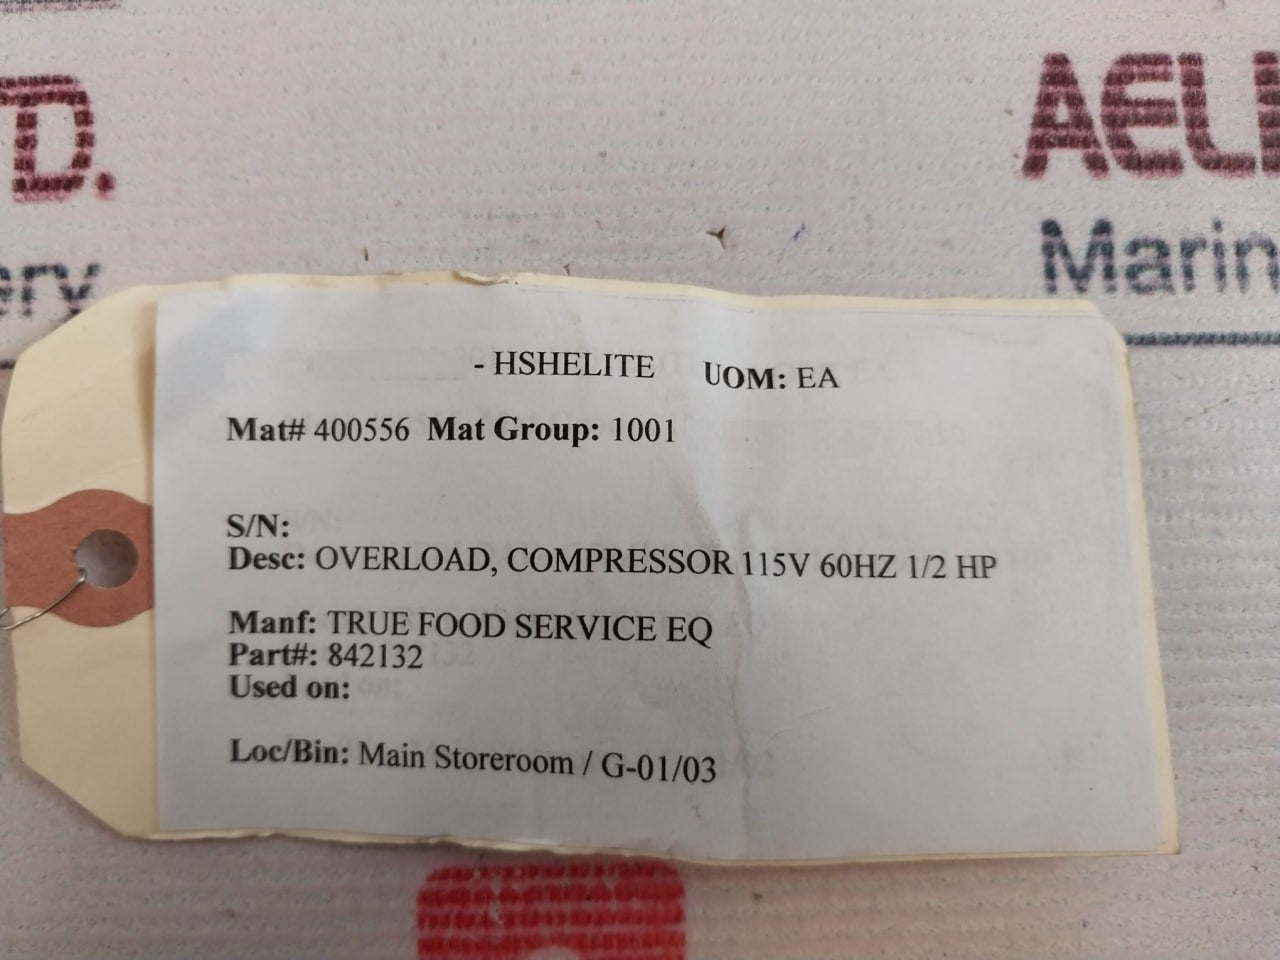 D.
AEL
ery
Marin
- HSHELITE UOM: EA
Mat# 400556 Mat Group: 1001
S/N:
Desc: OVERLOAD, COMPRESSOR 115V 60HZ 1/2 HP
Manf: TRUE FOOD SERVICE EQ
Part#: 842132
Used on:
Loc/Bin: Main Storeroom / G-01/03